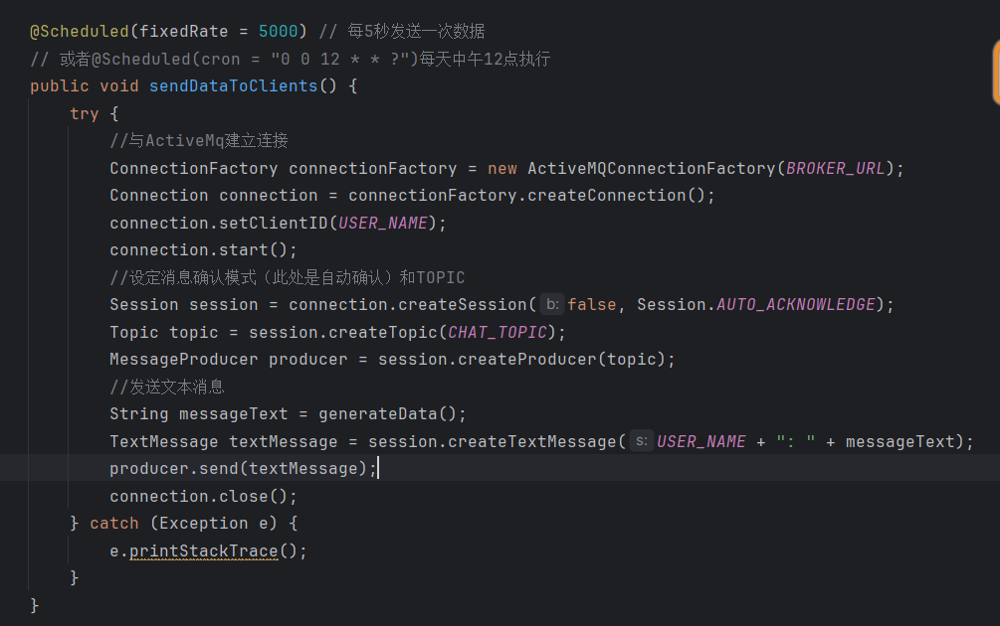 @Scheduled(fixedRate = 5000) // 每5秒发送一次数据
// 或者@Scheduled(cron = "0 0 12 * * ?")每天中午12点执行
public void sendDataToClients() {
try {
//与ActiveMq建立连接
ConnectionFactory connectionFactory = new ActiveMQConnectionFactory(BROKER_URL);
Connection connection = connectionFactory.createConnection();
connection.setClientID(USER_NAME);
connection.start();
//设定消息确认模式（此处是自动确认）和TOPIC
Session session = connection.createSession( b: false, Session.AUTO_ACKNOWLEDGE);
Topic topic = session.createTopic(CHAT_TOPIC);
MessageProducer producer = session.createProducer(topic);
//发送文本消息
String messageText = generateData();
TextMessage textMessage = session.createTextMessage( s: USER_NAME + ": " + messageText);
producer.send(textMessage);
connection.close();
} catch (Exception e) {
e.printStackTrace();
}
}